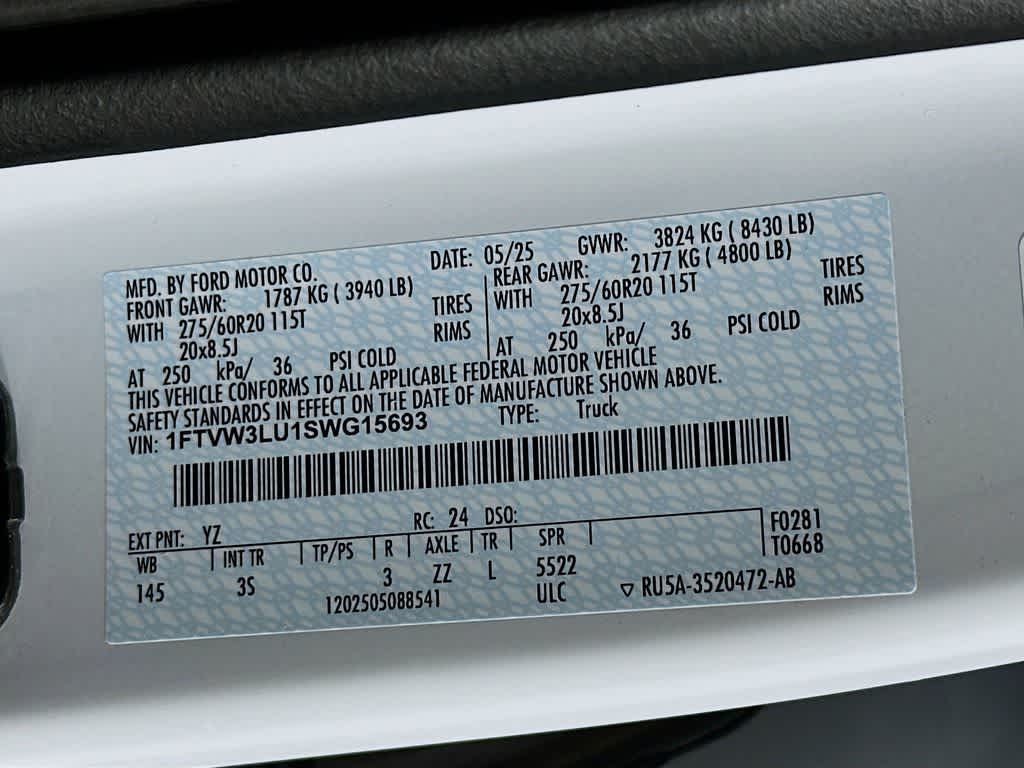 MFD. BY FORD MOTOR CO. DATE: 05/25 GVWR: 3824 KG ( 8430 LB)
FRONT GAWR: 1787 KG ( 3940 LB) REAR GAWR: 2177 KG ( 4800 LB)
WITH 275/60R20 115T TIRES WITH 275/60R20 115T TIRES
20x8.5J RIMS 20x8.5J RIMS
AT 250 kPa/ 36 PSI COLD AT 250 kPa/ 36 PSI COLD
THIS VEHICLE CONFORMS TO ALL APPLICABLE FEDERAL MOTOR VEHICLE
SAFETY STANDARDS IN EFFECT ON THE DATE OF MANUFACTURE SHOWN ABOVE.
VIN: 1FTVW3LU1SWG15693 TYPE: Truck
EXT PNT: YZ RC: 24 DSO: F0281
WB INT TR TP/PS R AXLE TR SPR T0668
145 3S 3 ZZ L 5522
1202505088541 ULC ▽ RU5A-3520472-AB